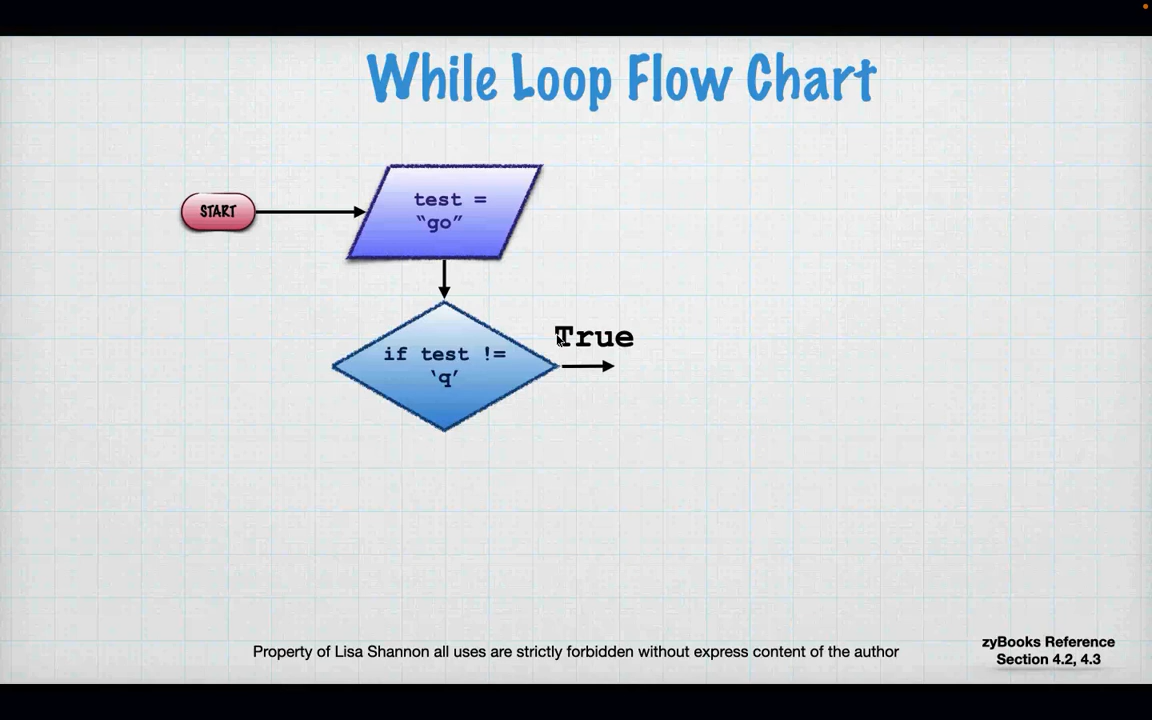 While Loop Flow Chart
START
test =
“go”
True
if test !=
‘q’
Property of Lisa Shannon all uses are strictly forbidden without express content of the author
zyBooks Reference
Section 4.2, 4.3